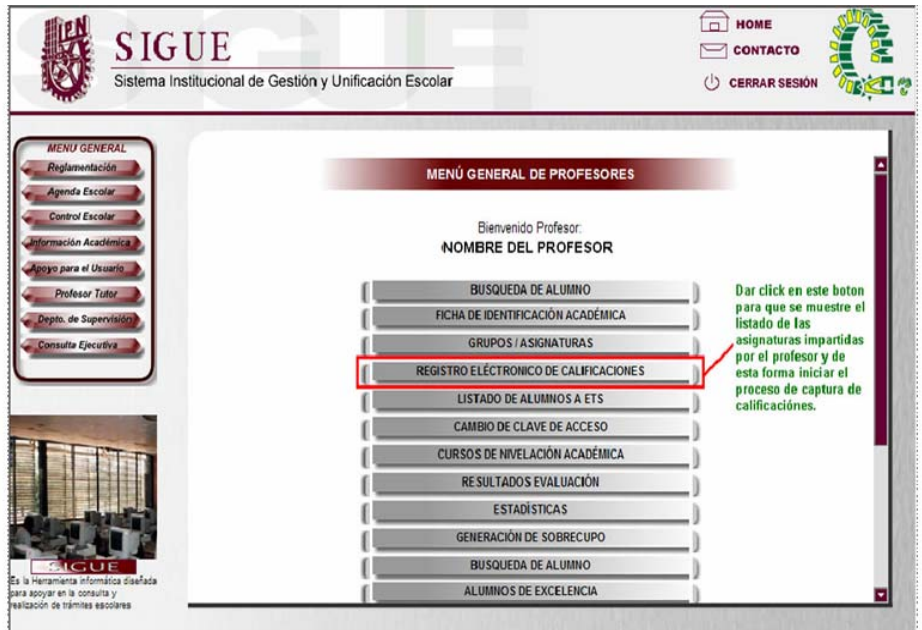 IPN
SIGUE
Sistema Institucional de Gestión y Unificación Escolar
HOME
CONTACTO
CERRAR SESIÓN
MENU GENERAL
Reglamentación
Agenda Escolar
Control Escolar
Información Académica
Apoyo para el Usuario
Profesor Tutor
Depto. de Supervisión
Consulta Ejecutiva
SIGUE
Es la Herramienta informática diseñada
para apoyar en la consulta y
realización de trámites escolares
MENÚ GENERAL DE PROFESORES
Bienvenido Profesor:
NOMBRE DEL PROFESOR
BUSQUEDA DE ALUMNO
FICHA DE IDENTIFICACIÓN ACADÉMICA
GRUPOS / ASIGNATURAS
REGISTRO ELÉCTRONICO DE CALIFICACIONES
LISTADO DE ALUMNOS A ETS
CAMBIO DE CLAVE DE ACCESO
CURSOS DE NIVELACIÓN ACADÉMICA
RESULTADOS EVALUACIÓN
ESTADÍSTICAS
GENERACIÓN DE SOBRECUPO
BUSQUEDA DE ALUMNO
ALUMNOS DE EXCELENCIA
Dar click en este boton
para que se muestre el
listado de las
asignaturas impartidas
por el profesor y de
esta forma iniciar el
proceso de captura de
calificaciónes.